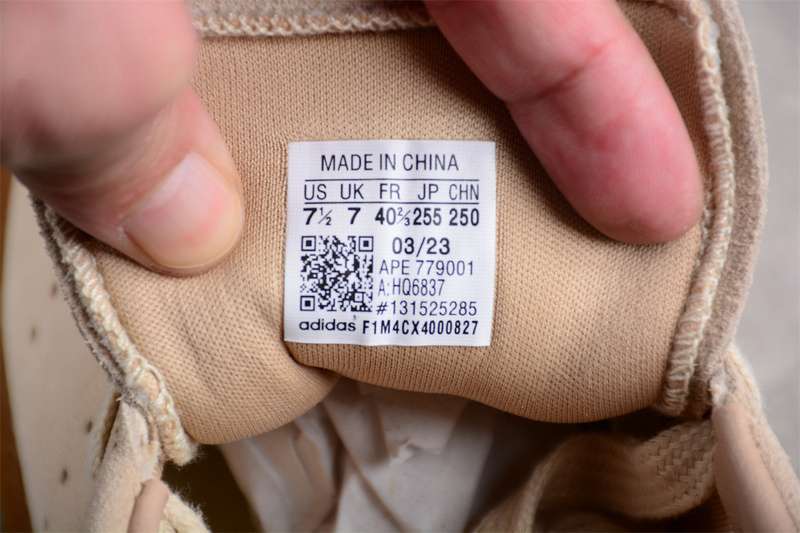 MADE IN CHINA
US UK FR JP CHN
7½ 7 40⅔ 255 250
03/23
APE 779001
A:HQ6837
#131525285
adidas F1M4CX4000827